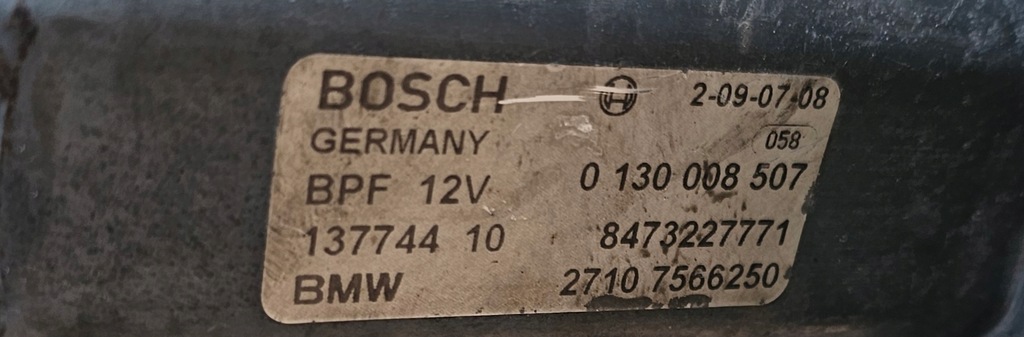 BOSCH 2-09-07-08
GERMANY 058
BPF 12V 0 130 008 507
137744 10 8473227771
BMW 2710 7566250